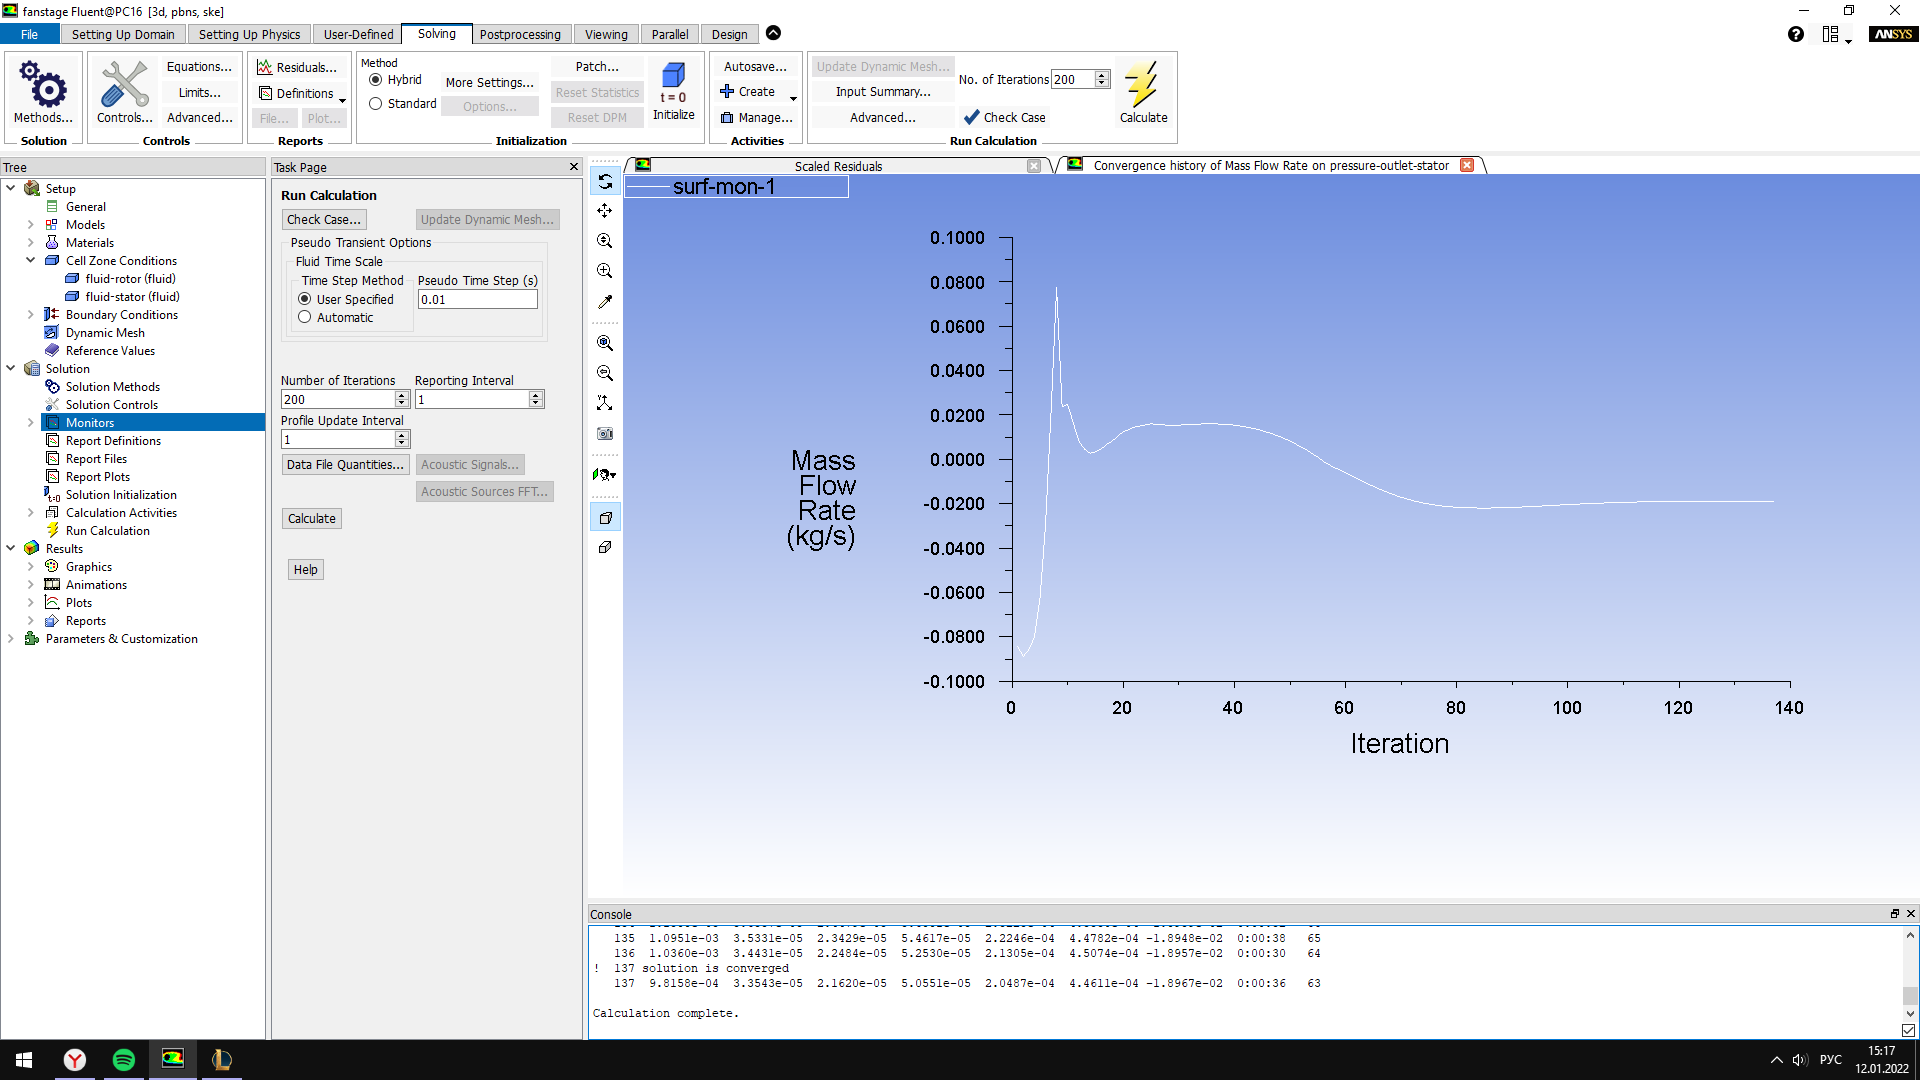 fanstage Fluent@PC16 [3d, pbns, ske]
File Setting Up Domain Setting Up Physics User-Defined Solving Postprocessing Viewing Parallel Design
ANSYS
Methods...
Solution
Controls...
Equations...
Limits...
Advanced...
Controls
Residuals...
Definitions
File... Plot...
Reports
Method
Hybrid
Standard
More Settings...
Options...
Patch...
Reset Statistics
Reset DPM
t = 0
Initialize
Initialization
Autosave...
Create
Manage...
Activities
Update Dynamic Mesh...
Input Summary...
Advanced...
No. of Iterations 200
Check Case
Calculate
Run Calculation
Tree
Setup
General
Models
Materials
Cell Zone Conditions
fluid-rotor (fluid)
fluid-stator (fluid)
Boundary Conditions
Dynamic Mesh
Reference Values
Solution
Solution Methods
Solution Controls
Monitors
Report Definitions
Report Files
Report Plots
Solution Initialization
Calculation Activities
Run Calculation
Results
Graphics
Animations
Plots
Reports
Parameters & Customization
Task Page
Run Calculation
Check Case... Update Dynamic Mesh...
Pseudo Transient Options
Fluid Time Scale
Time Step Method Pseudo Time Step (s)
User Specified 0.01
Automatic
Number of Iterations Reporting Interval
200 1
Profile Update Interval
1
Data File Quantities... Acoustic Signals...
Acoustic Sources FFT...
Calculate
Help
Scaled Residuals
Convergence history of Mass Flow Rate on pressure-outlet-stator
surf-mon-1
0.1000
0.0800
0.0600
0.0400
0.0200
0.0000
-0.0200
-0.0400
-0.0600
-0.0800
-0.1000
Mass
Flow
Rate
(kg/s)
0 20 40 60 80 100 120 140
Iteration
Console
135 1.0951e-03 3.5331e-05 2.3429e-05 5.4617e-05 2.2246e-04 4.4782e-04 -1.8948e-02 0:00:38 65
136 1.0360e-03 3.4431e-05 2.2484e-05 5.2530e-05 2.1305e-04 4.5074e-04 -1.8957e-02 0:00:30 64
! 137 solution is converged
137 9.8158e-04 3.3543e-05 2.1620e-05 5.0551e-05 2.0487e-04 4.4611e-04 -1.8967e-02 0:00:36 63
Calculation complete.
РУС
15:17
12.01.2022